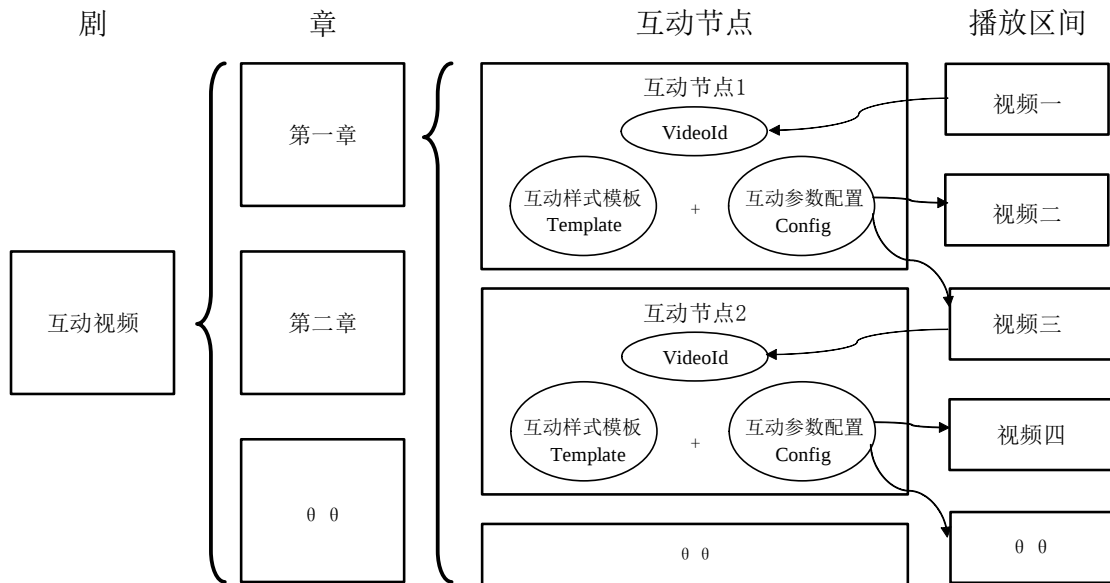 剧
章
互动节点
播放区间
互动视频
第一章
第二章
θ θ
互动节点1
VideoId
互动样式模板
Template
+
互动参数配置
Config
互动节点2
VideoId
互动样式模板
Template
+
互动参数配置
Config
θ θ
视频一
视频二
视频三
视频四
θ θ